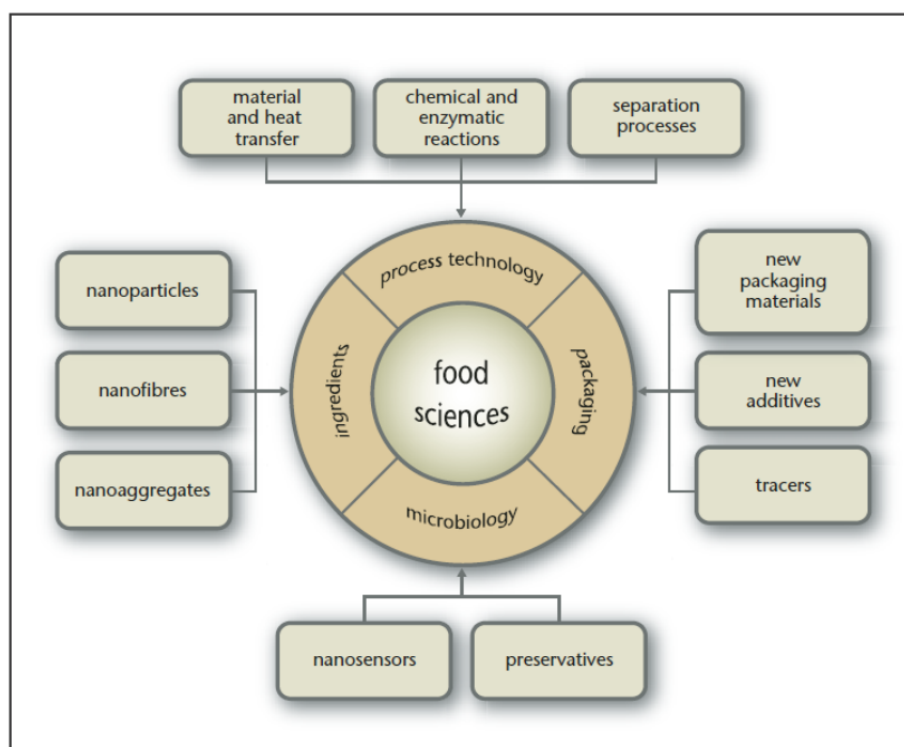 material
and heat
transfer
chemical and
enzymatic
reactions
separation
processes
process technology
nanoparticles
nanofibres
nanoaggregates
ingredients
food
sciences
packaging
new
packaging
materials
new
additives
tracers
microbiology
nanosensors
preservatives